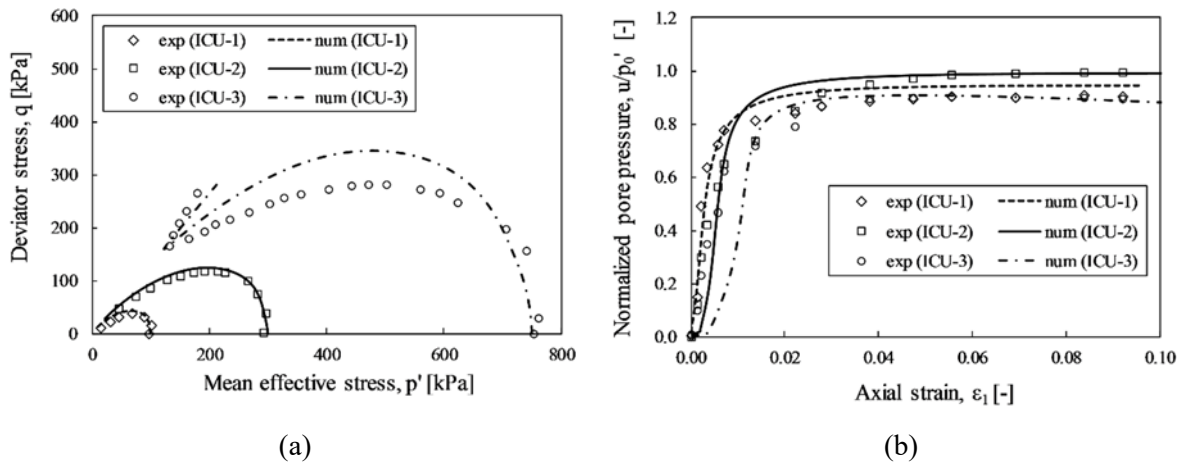 600
500
400
300
200
100
0
Deviator stress, q [kPa]
exp (ICU-1) num (ICU-1)
exp (ICU-2) num (ICU-2)
exp (ICU-3) num (ICU-3)
0 200 400 600 800
Mean effective stress, p' [kPa]
(a)
Normalized pore pressure, u/p₀' [-]
1.2
1.0
0.8
0.6
0.4
0.2
0.0
exp (ICU-1) num (ICU-1)
exp (ICU-2) num (ICU-2)
exp (ICU-3) num (ICU-3)
0.00 0.02 0.04 0.06 0.08 0.10
Axial strain, ε₁ [-]
(b)